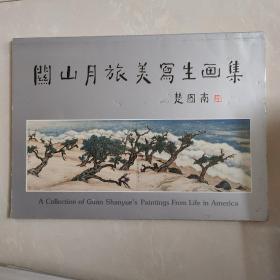 關山月旅美寫生画集
楚图南
A Collection of Guan Shanyue's Paintings From Life in America